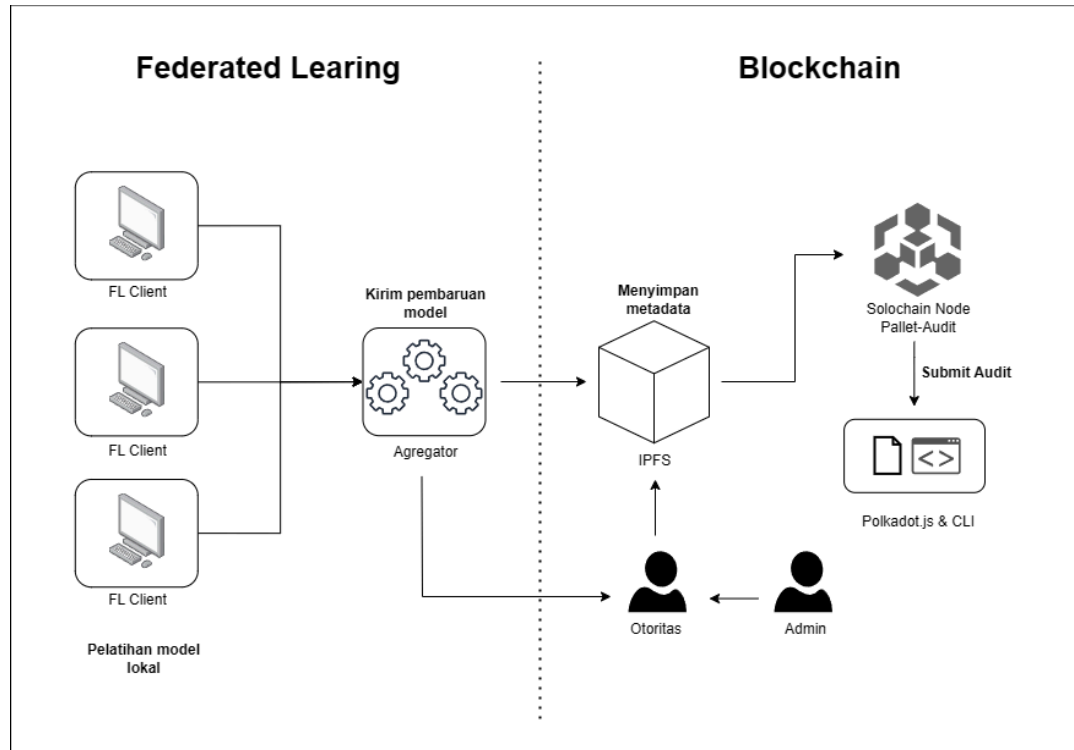 Federated Learing
Blockchain
FL Client
FL Client
FL Client
Pelatihan model
lokal
Kirim pembaruan
model
Agregator
Menyimpan
metadata
IPFS
Otoritas
Admin
Solochain Node
Pallet-Audit
Submit Audit
Polkadot.js & CLI